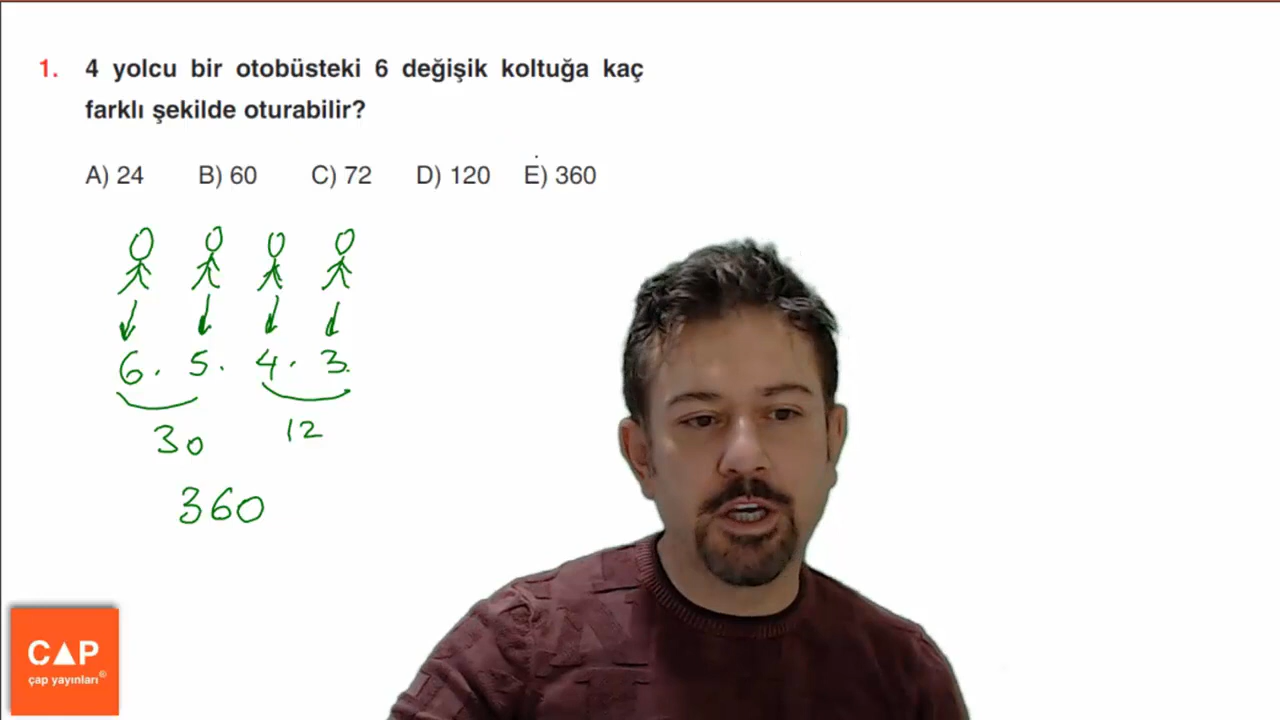 1. 4 yolcu bir otobüsteki 6 değişik koltuğa kaç
farklı şekilde oturabilir?
A) 24 B) 60 C) 72 D) 120 E) 360
6 . 5 . 4 . 3
30 12
360
ÇAP
çap yayınları®